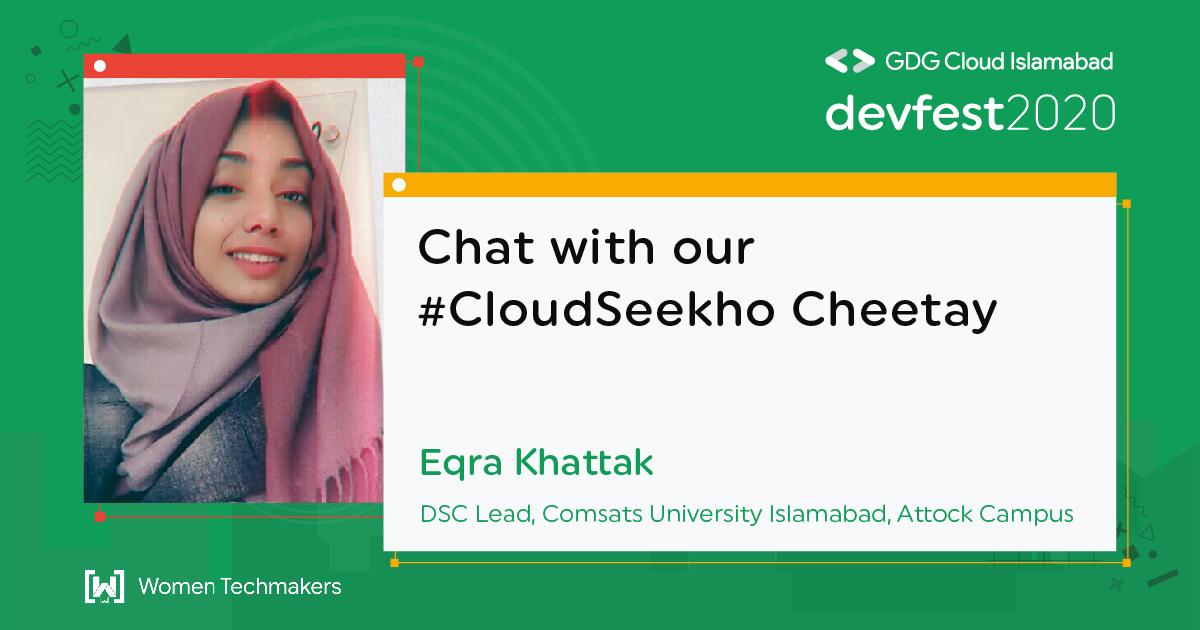 GDG Cloud Islamabad
devfest2020
Chat with our
#CloudSeekho Cheetay
Eqra Khattak
DSC Lead, Comsats University Islamabad, Attock Campus
Women Techmakers